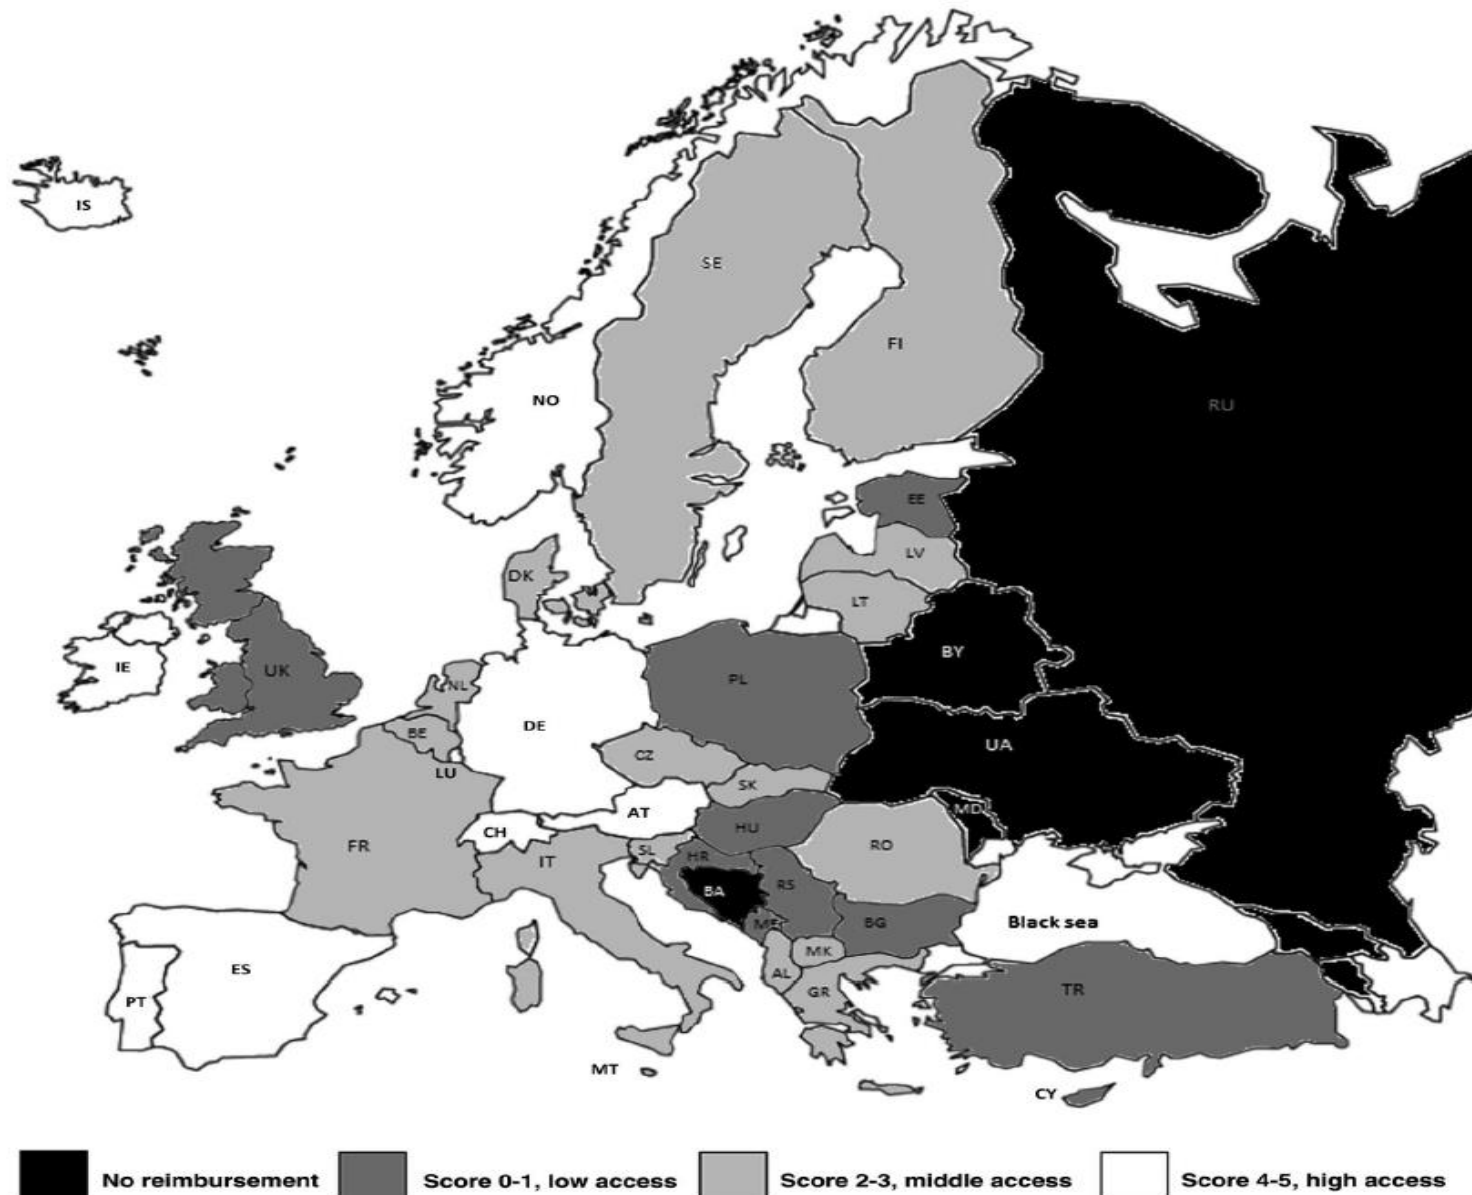 IS
SE
FI
NO
RU
EE
LV
DK
LT
IE
UK
NL
PL
BY
DE
BE
CZ
UA
LU
SK
AT
MD
FR
CH
HU
IT
SL
HR
RO
BA
RS
ME
BG
Black sea
ES
MK
PT
AL
GR
TR
MT
CY
No reimbursement
Score 0-1, low access
Score 2-3, middle access
Score 4-5, high access